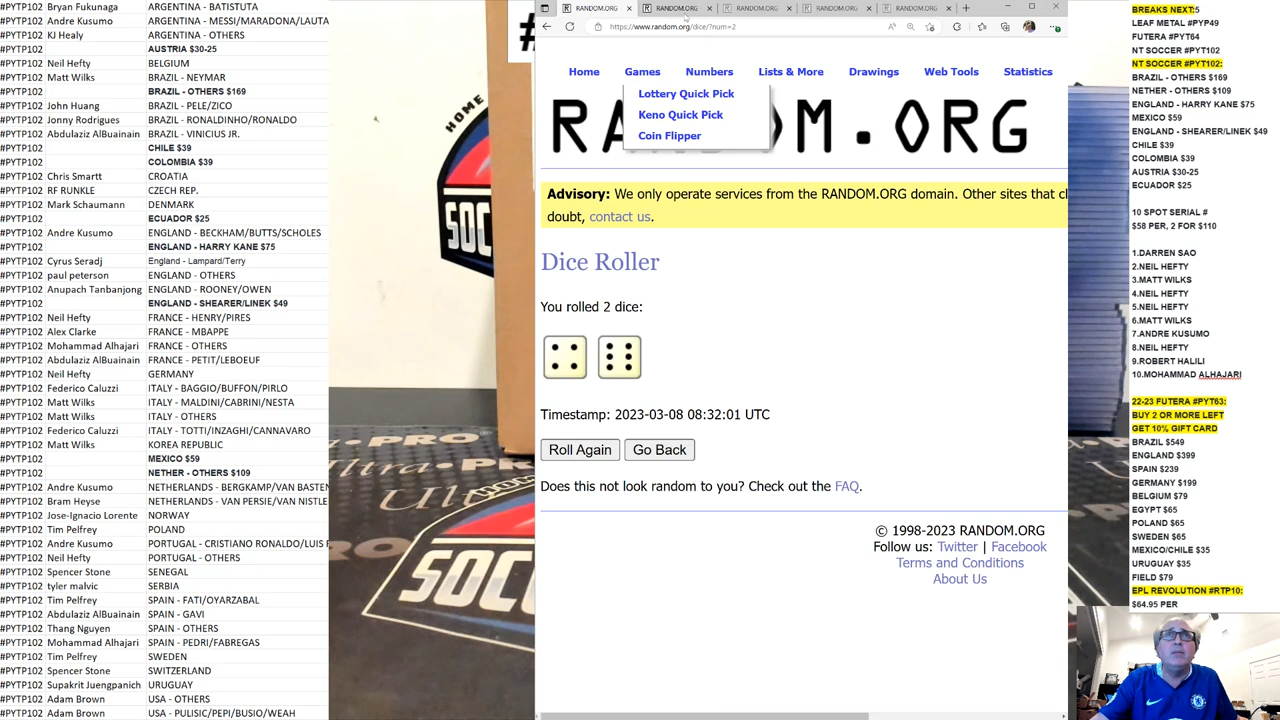 #PYTP102 Bryan Fukunaga ARGENTINA - BATISTUTA
#PYTP102 Andre Kusumo ARGENTINA - MESSI/MARADONA/LAUTA
#PYTP102 KJ Healy ARGENTINA - OTHERS
#PYTP102 AUSTRIA $30-25
#PYTP102 Neil Hefty BELGIUM
#PYTP102 Matt Wilks BRAZIL - NEYMAR
#PYTP102 BRAZIL - OTHERS $169
#PYTP102 John Huang BRAZIL - PELE/ZICO
#PYTP102 Jonny Rodrigues BRAZIL - RONALDINHO/RONALDO
#PYTP102 Abdulaziz AlBuainain BRAZIL - VINICIUS JR.
#PYTP102 CHILE $39
#PYTP102 COLOMBIA $39
#PYTP102 Chris Smartt CROATIA
#PYTP102 RF RUNKLE CZECH REP.
#PYTP102 Mark Schaumann DENMARK
#PYTP102 ECUADOR $25
#PYTP102 Andre Kusumo ENGLAND - BECKHAM/BUTTS/SCHOLES
#PYTP102 ENGLAND - HARRY KANE $75
#PYTP102 Cyrus Seradj England - Lampard/Terry
#PYTP102 paul peterson ENGLAND - OTHERS
#PYTP102 Anupach Tanbanjong ENGLAND - ROONEY/OWEN
#PYTP102 ENGLAND - SHEARER/LINEK $49
#PYTP102 Neil Hefty FRANCE - HENRY/PIRES
#PYTP102 Alex Clarke FRANCE - MBAPPE
#PYTP102 Mohammad Alhajari FRANCE - OTHERS
#PYTP102 Abdulaziz AlBuainain FRANCE - PETIT/LEBOEUF
#PYTP102 Neil Hefty GERMANY
#PYTP102 Federico Caluzzi ITALY - BAGGIO/BUFFON/PIRLO
#PYTP102 Matt Wilks ITALY - MALDINI/CABRINI/NESTA
#PYTP102 Matt Wilks ITALY - OTHERS
#PYTP102 Federico Caluzzi ITALY - TOTTI/INZAGHI/CANNAVARO
#PYTP102 Matt Wilks KOREA REPUBLIC
#PYTP102 MEXICO $59
#PYTP102 NETHER - OTHERS $109
#PYTP102 Andre Kusumo NETHERLANDS - BERGKAMP/VAN BASTEN
#PYTP102 Bram Heyse NETHERLANDS - VAN PERSIE/VAN NISTLE
#PYTP102 Jose-Ignacio Lorente NORWAY
#PYTP102 Tim Pelfrey POLAND
#PYTP102 Andre Kusumo PORTUGAL - CRISTIANO RONALDO/LUIS F
#PYTP102 Neil Hefty PORTUGAL - OTHERS
#PYTP102 Spencer Stone SENEGAL
#PYTP102 tyler malvic SERBIA
#PYTP102 Tim Pelfrey SPAIN - FATI/OYARZABAL
#PYTP102 Abdulaziz AlBuainain SPAIN - GAVI
#PYTP102 Thang Nguyen SPAIN - OTHERS
#PYTP102 Mohammad Alhajari SPAIN - PEDRI/FABREGAS
#PYTP102 Tim Pelfrey SWEDEN
#PYTP102 Spencer Stone SWITZERLAND
#PYTP102 Supakrit Juengpanich URUGUAY
#PYTP102 Adam Brown USA - OTHERS
#PYTP102 Adam Brown USA - PULISIC/PEPI/BUSIO/WEAH
HOME
SOC
Ultra-PRO
SOC
RANDOM.ORG RANDOM.ORG RANDOM.ORG RANDOM.ORG RANDOM.ORG
https://www.random.org/dice/?num=2
Home Games Numbers Lists & More Drawings Web Tools Statistics
Lottery Quick Pick
Keno Quick Pick
Coin Flipper
RANDOM.ORG
Advisory: We only operate services from the RANDOM.ORG domain. Other sites that cl
doubt, contact us.
Dice Roller
You rolled 2 dice:
Timestamp: 2023-03-08 08:32:01 UTC
Roll Again Go Back
Does this not look random to you? Check out the FAQ.
© 1998-2023 RANDOM.ORG
Follow us: Twitter | Facebook
Terms and Conditions
About Us
BREAKS NEXT:5
LEAF METAL #PYP49
FUTERA #PYT64
NT SOCCER #PYT102
NT SOCCER #PYT102:
BRAZIL - OTHERS $169
NETHER - OTHERS $109
ENGLAND - HARRY KANE $75
MEXICO $59
ENGLAND - SHEARER/LINEK $49
CHILE $39
COLOMBIA $39
AUSTRIA $30-25
ECUADOR $25
10 SPOT SERIAL #
$58 PER, 2 FOR $110
1.DARREN SAO
2.NEIL HEFTY
3.MATT WILKS
4.NEIL HEFTY
5.NEIL HEFTY
6.MATT WILKS
7.ANDRE KUSUMO
8.NEIL HEFTY
9.ROBERT HALILI
10.MOHAMMAD ALHAJARI
22-23 FUTERA #PYT63:
BUY 2 OR MORE LEFT
GET 10% GIFT CARD
BRAZIL $549
ENGLAND $399
SPAIN $239
GERMANY $199
BELGIUM $79
EGYPT $65
POLAND $65
SWEDEN $65
MEXICO/CHILE $35
URUGUAY $35
FIELD $79
EPL REVOLUTION #RTP10:
$64.95 PER